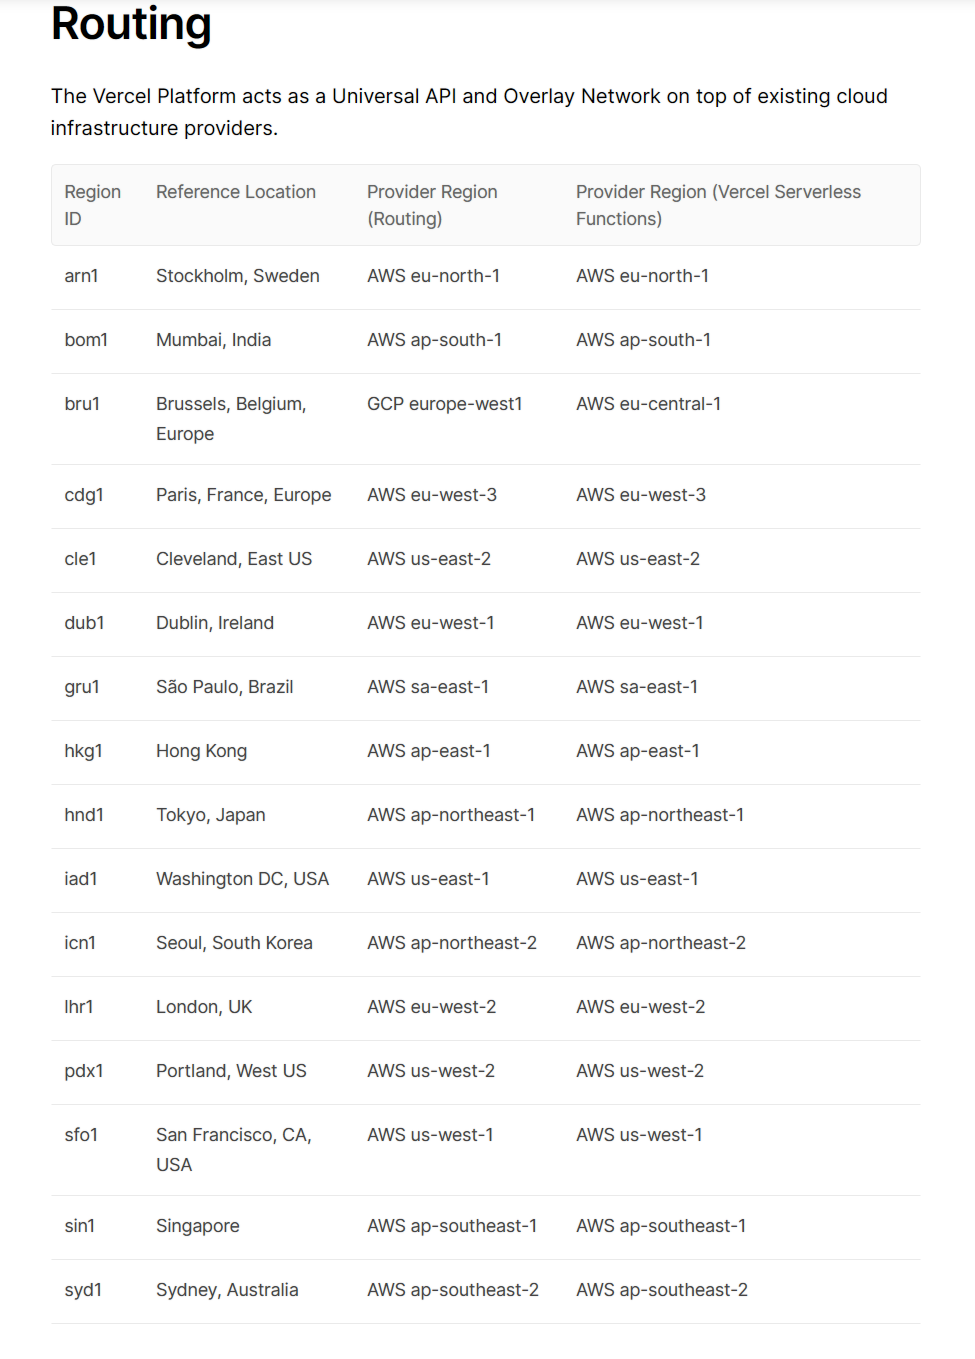 Routing
The Vercel Platform acts as a Universal API and Overlay Network on top of existing cloud
infrastructure providers.
Region ID Reference Location Provider Region (Routing) Provider Region (Vercel Serverless Functions)
arn1 Stockholm, Sweden AWS eu-north-1 AWS eu-north-1
bom1 Mumbai, India AWS ap-south-1 AWS ap-south-1
bru1 Brussels, Belgium, Europe GCP europe-west1 AWS eu-central-1
cdg1 Paris, France, Europe AWS eu-west-3 AWS eu-west-3
cle1 Cleveland, East US AWS us-east-2 AWS us-east-2
dub1 Dublin, Ireland AWS eu-west-1 AWS eu-west-1
gru1 São Paulo, Brazil AWS sa-east-1 AWS sa-east-1
hkg1 Hong Kong AWS ap-east-1 AWS ap-east-1
hnd1 Tokyo, Japan AWS ap-northeast-1 AWS ap-northeast-1
iad1 Washington DC, USA AWS us-east-1 AWS us-east-1
icn1 Seoul, South Korea AWS ap-northeast-2 AWS ap-northeast-2
lhr1 London, UK AWS eu-west-2 AWS eu-west-2
pdx1 Portland, West US AWS us-west-2 AWS us-west-2
sfo1 San Francisco, CA, USA AWS us-west-1 AWS us-west-1
sin1 Singapore AWS ap-southeast-1 AWS ap-southeast-1
syd1 Sydney, Australia AWS ap-southeast-2 AWS ap-southeast-2